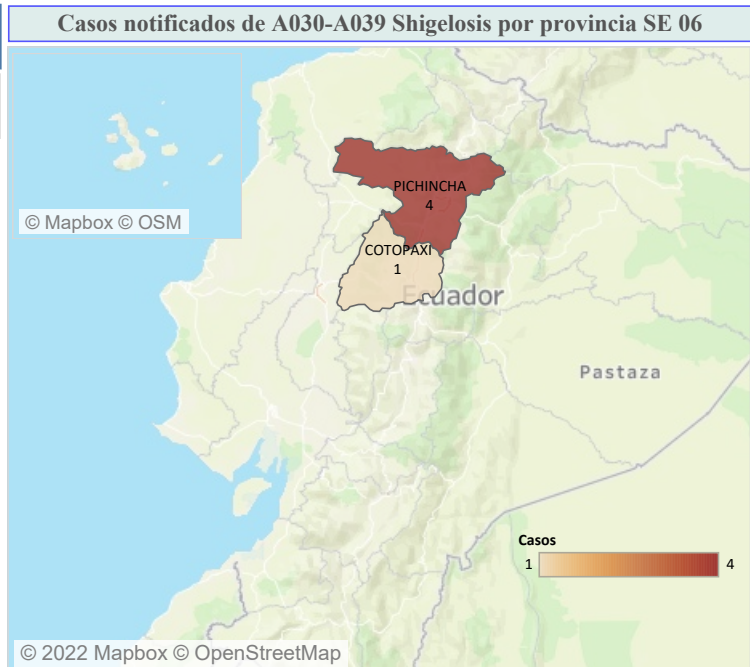 Casos notificados de A030-A039 Shigelosis por provincia SE 06
© Mapbox © OSM
PICHINCHA
4
COTOPAXI
1
Ecuador
Pastaza
Casos
1 4
© 2022 Mapbox © OpenStreetMap